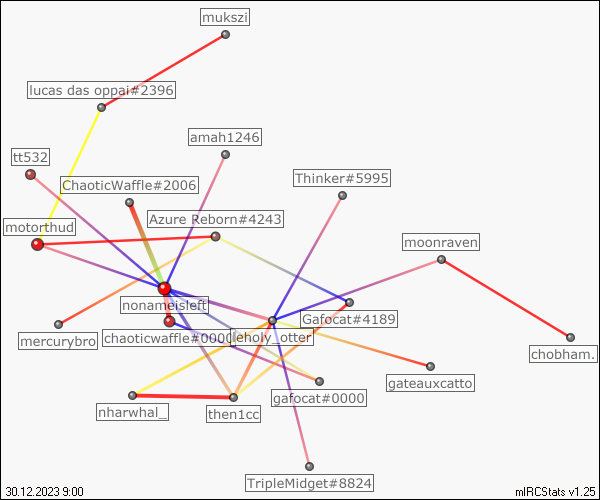 mukszi
lucas das oppai#2396
amah1246
tt532
Thinker#5995
ChaoticWaffle#2006
Azure Reborn#4243
motorthud
moonraven
nonameisleft
Gafocat#4189
chaoticwaffle#0000
leholy_otter
mercurybro
chobham.
gateauxcatto
gafocat#0000
nharwhal_
then1cc
TripleMidget#8824
30.12.2023 9:00
mIRCStats v1.25